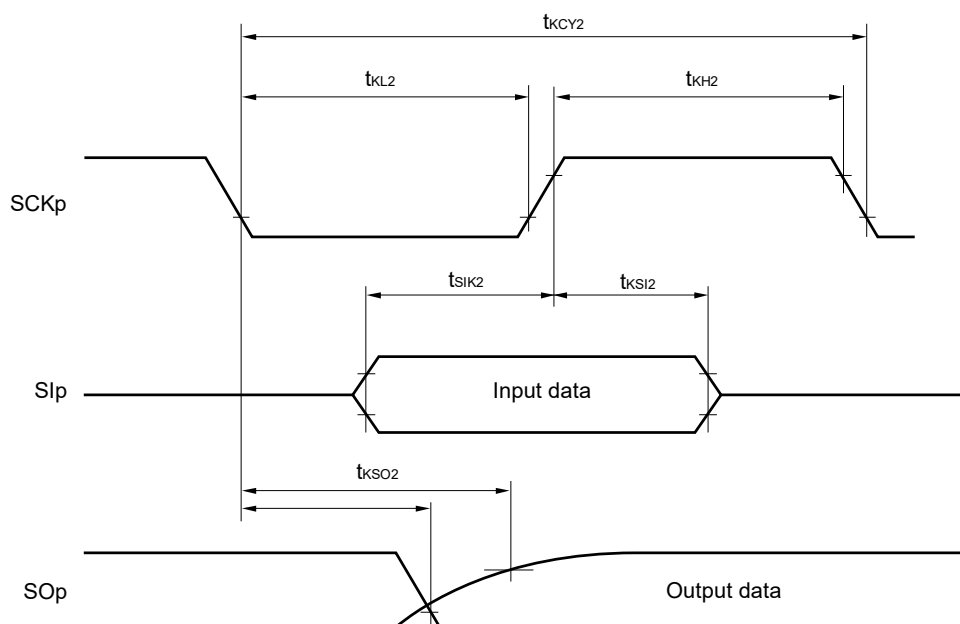 tKCY2
tKL2
tKH2
SCKp
tSIK2
tKSI2
SIp
Input data
tKSO2
SOp
Output data